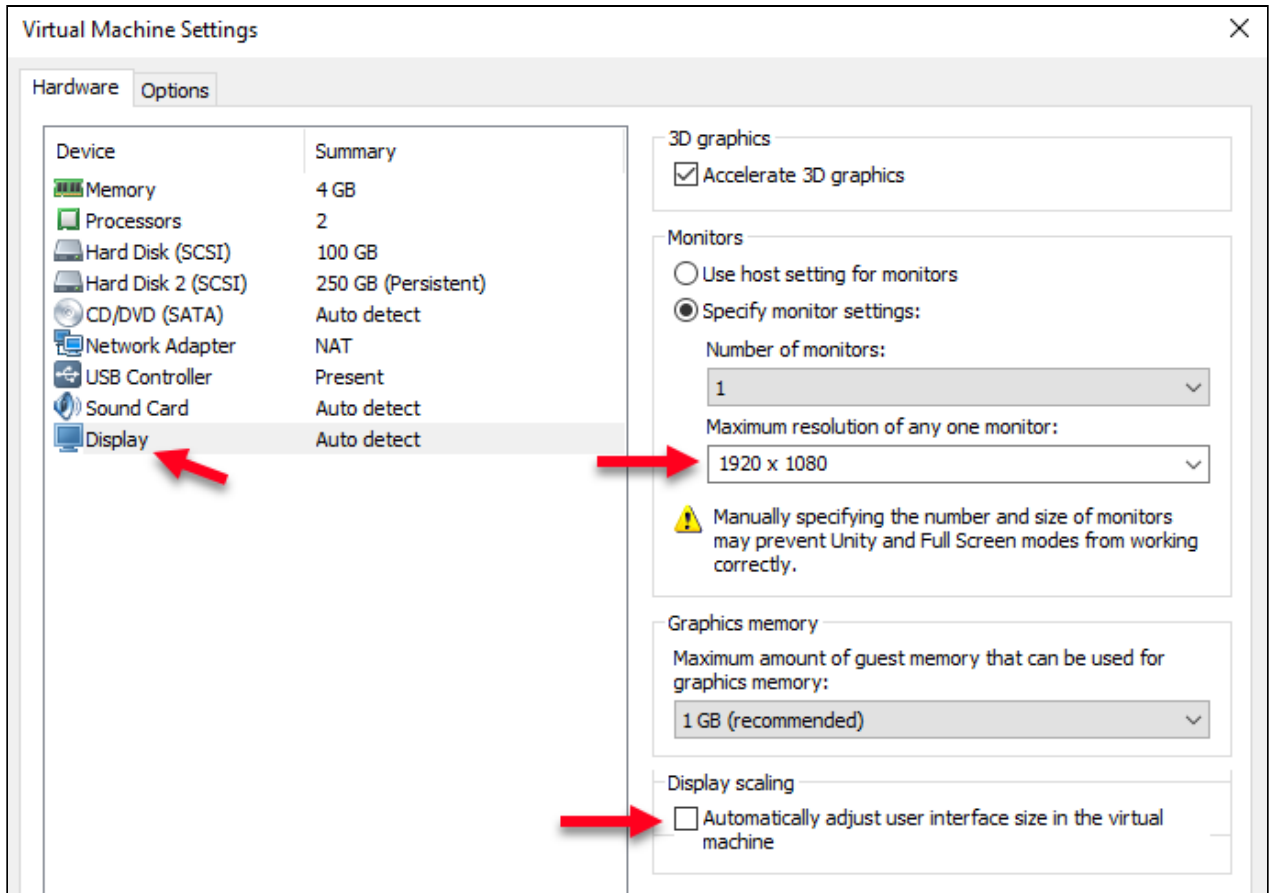 Virtual Machine Settings
Hardware
Options
Device Summary
Memory 4 GB
Processors 2
Hard Disk (SCSI) 100 GB
Hard Disk 2 (SCSI) 250 GB (Persistent)
CD/DVD (SATA) Auto detect
Network Adapter NAT
USB Controller Present
Sound Card Auto detect
Display Auto detect
3D graphics
Accelerate 3D graphics
Monitors
Use host setting for monitors
Specify monitor settings:
Number of monitors:
1
Maximum resolution of any one monitor:
1920 x 1080
Manually specifying the number and size of monitors
may prevent Unity and Full Screen modes from working
correctly.
Graphics memory
Maximum amount of guest memory that can be used for
graphics memory:
1 GB (recommended)
Display scaling
Automatically adjust user interface size in the virtual
machine